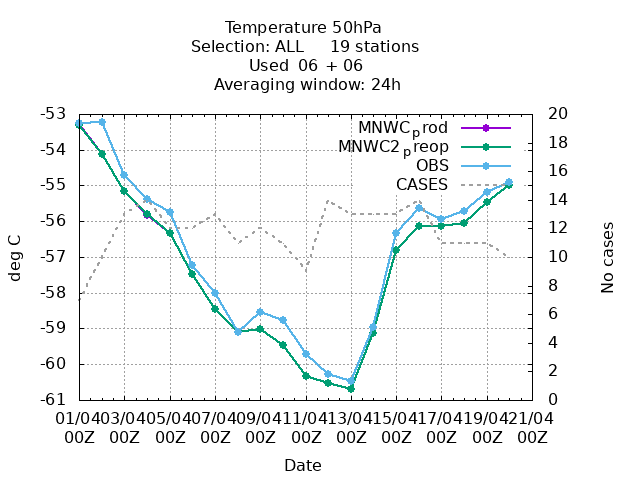 Temperature 50hPa
Selection: ALL 19 stations
Used 06 + 06
Averaging window: 24h
-53
-54
-55
-56
-57
-58
-59
-60
-61
deg C
20
18
16
14
12
10
8
6
4
2
0
No cases
MNWCprod
MNWC2preop
OBS
CASES
01/04 03/04 05/04 07/04 09/04 11/04 13/04 15/04 17/04 19/04 21/04
00Z 00Z 00Z 00Z 00Z 00Z 00Z 00Z 00Z 00Z 00Z
Date